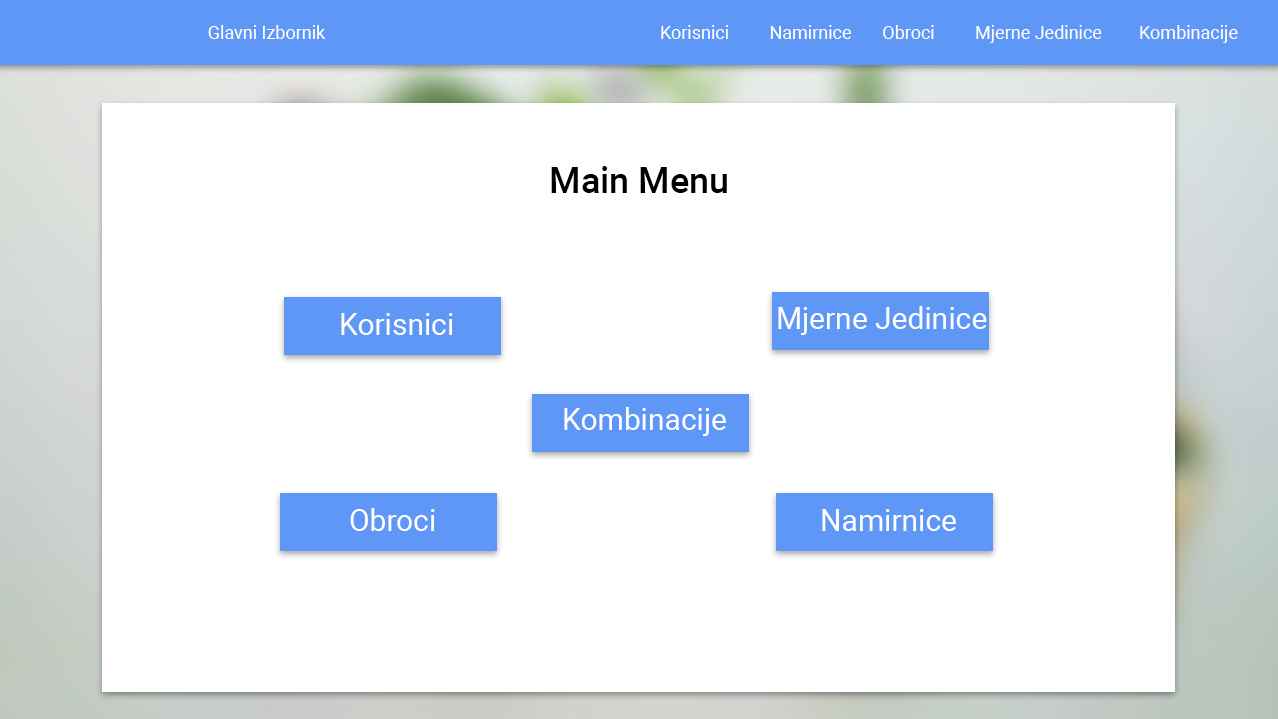 Glavni Izbornik Korisnici Namirnice Obroci Mjerne Jedinice Kombinacije
Main Menu
Korisnici
Mjerne Jedinice
Kombinacije
Obroci
Namirnice